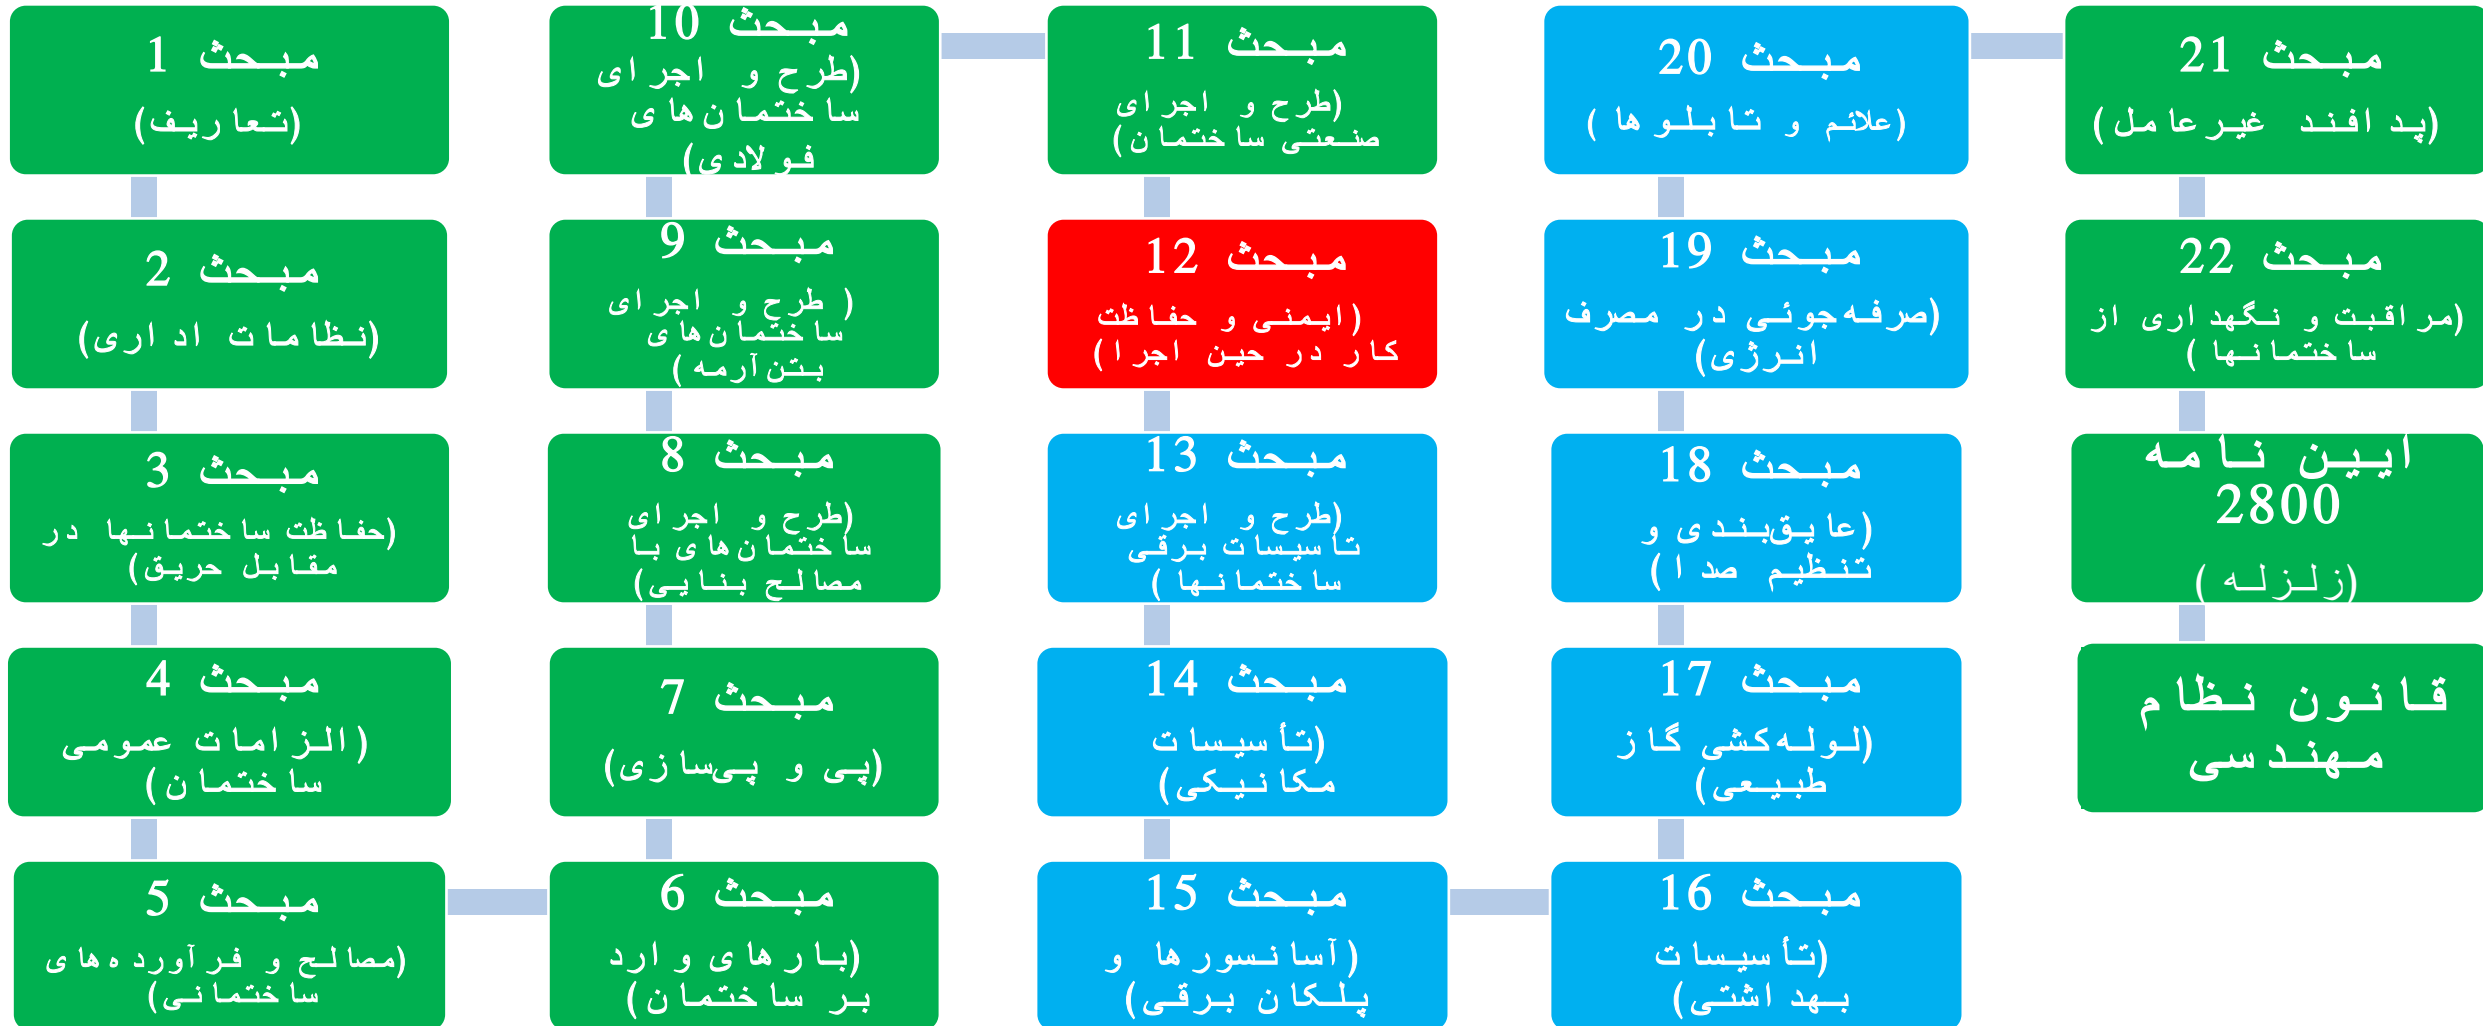 مبحث 1
(تعاریف)
مبحث 2
(نظامات اداری)
مبحث 3
(حفاظت ساختمانها در
مقابل حریق)
مبحث 4
(الزامات عمومی
ساختمان)
مبحث 5
(مصالح و فرآورده‌های
ساختمانی)
مبحث 6
(بارهای وارد
بر ساختمان)
مبحث 7
(پی و پی‌سازی)
مبحث 8
(طرح و اجرای
ساختمان‌های با
مصالح بنایی)
مبحث 9
( طرح و اجرای
ساختمان‌های
بتن‌آرمه)
مبحث 10
(طرح و اجرای
ساختمان‌های
فولادی)
مبحث 11
(طرح و اجرای
صنعتی ساختمان)
مبحث 12
(ایمنی و حفاظت
کار در حین اجرا)
مبحث 13
(طرح و اجرای
تاسیسات برقی
ساختمانها)
مبحث 14
(تأسیسات
مکانیکی)
مبحث 15
(آسانسورها و
پلکان برقی)
مبحث 16
(تأسیسات
بهداشتی)
مبحث 17
(لوله‌کشی گاز
طبیعی)
مبحث 18
(عایق‌بندی و
تنظیم صدا)
مبحث 19
(صرفه‌جوئی در مصرف
انرژی)
مبحث 20
(علائم و تابلوها)
مبحث 21
(پدافند غیرعامل)
مبحث 22
(مراقبت و نگهداری از
ساختمانها)
ایین نامه
2800
(زلزله)
قانون نظام
مهندسی